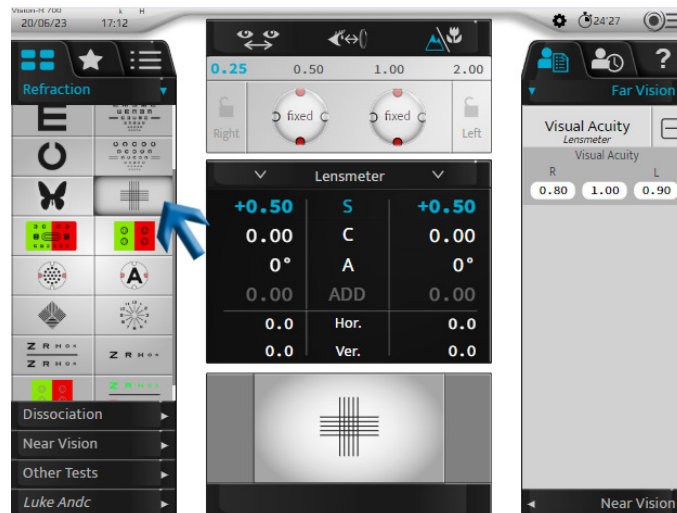 Vision-R 700
20/06/23
k H
17:12
24'27
Refraction
0.25 0.50 1.00 2.00
Right fixed fixed Left
Lensmeter
+0.50 S +0.50
0.00 C 0.00
0° A 0°
0.00 ADD 0.00
0.0 Hor. 0.0
0.0 Ver. 0.0
?
Far Vision
Visual Acuity
Lensmeter
Visual Acuity
R L
0.80 1.00 0.90
E
A
Z R H O N
Z R H O N
Z R H O N
Dissociation
Near Vision
Other Tests
Luke Andc
Near Vision